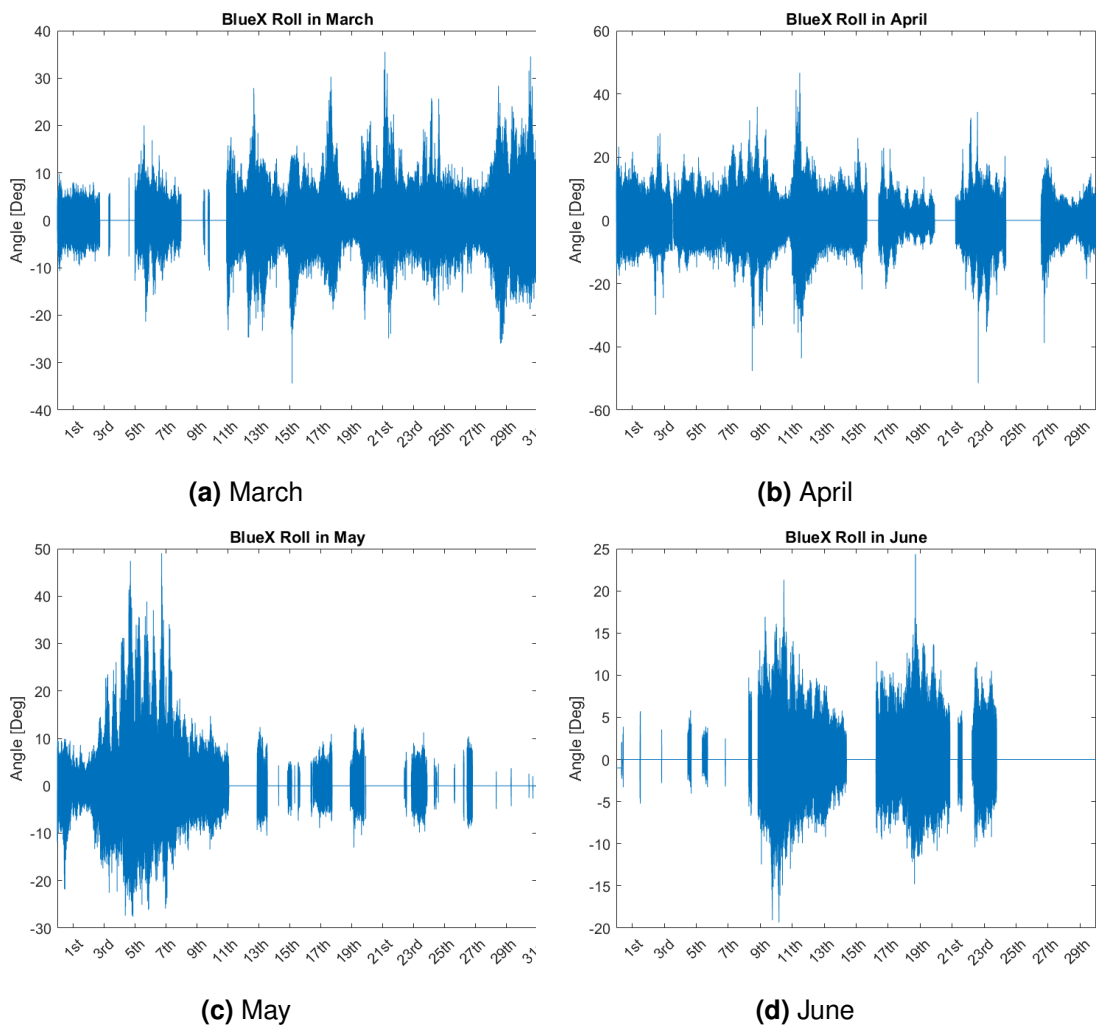 BlueX Roll in March
Angle [Deg]
40
30
20
10
0
-10
-20
-30
-40
1st 3rd 5th 7th 9th 11th 13th 15th 17th 19th 21st 23rd 25th 27th 29th 31
(a) March
BlueX Roll in April
Angle [Deg]
60
40
20
0
-20
-40
-60
1st 3rd 5th 7th 9th 11th 13th 15th 17th 19th 21st 23rd 25th 27th 29th
(b) April
BlueX Roll in May
Angle [Deg]
50
40
30
20
10
0
-10
-20
-30
1st 3rd 5th 7th 9th 11th 13th 15th 17th 19th 21st 23rd 25th 27th 29th 31
(c) May
BlueX Roll in June
Angle [Deg]
25
20
15
10
5
0
-5
-10
-15
-20
1st 3rd 5th 7th 9th 11th 13th 15th 17th 19th 21st 23rd 25th 27th 29th
(d) June